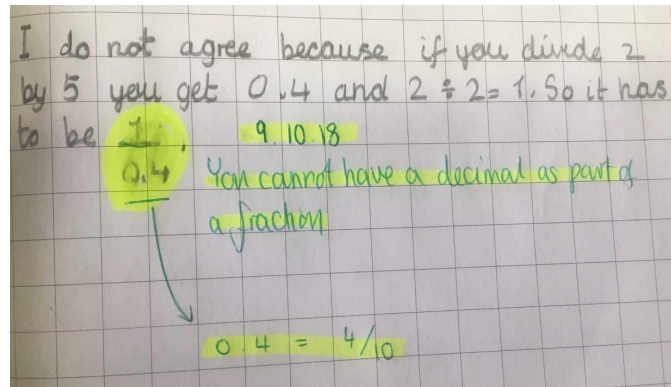 I do not agree because if you divide 2
by 5 you get 0.4 and 2 ÷ 2 = 1. So it has
to be 1/0.4.
9.10.18
You cannot have a decimal as part of
a fraction
0.4 = 4/10